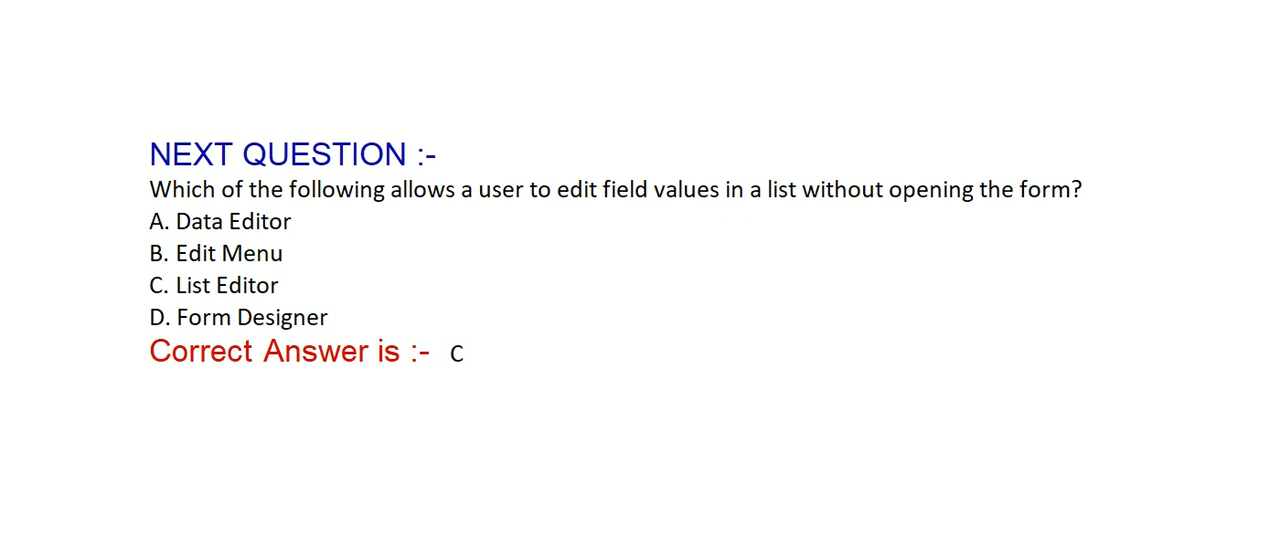 NEXT QUESTION :-
Which of the following allows a user to edit field values in a list without opening the form?
A. Data Editor
B. Edit Menu
C. List Editor
D. Form Designer
Correct Answer is :- C